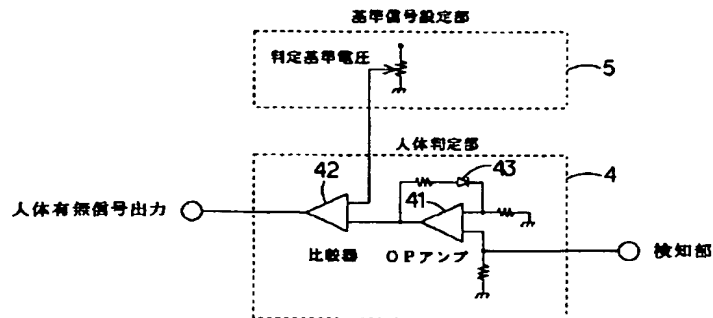 基準信号設定部
判定基準電圧
5
人体判定部
42
43
4
41
人体有無信号出力
比較器
OPアンプ
検知部